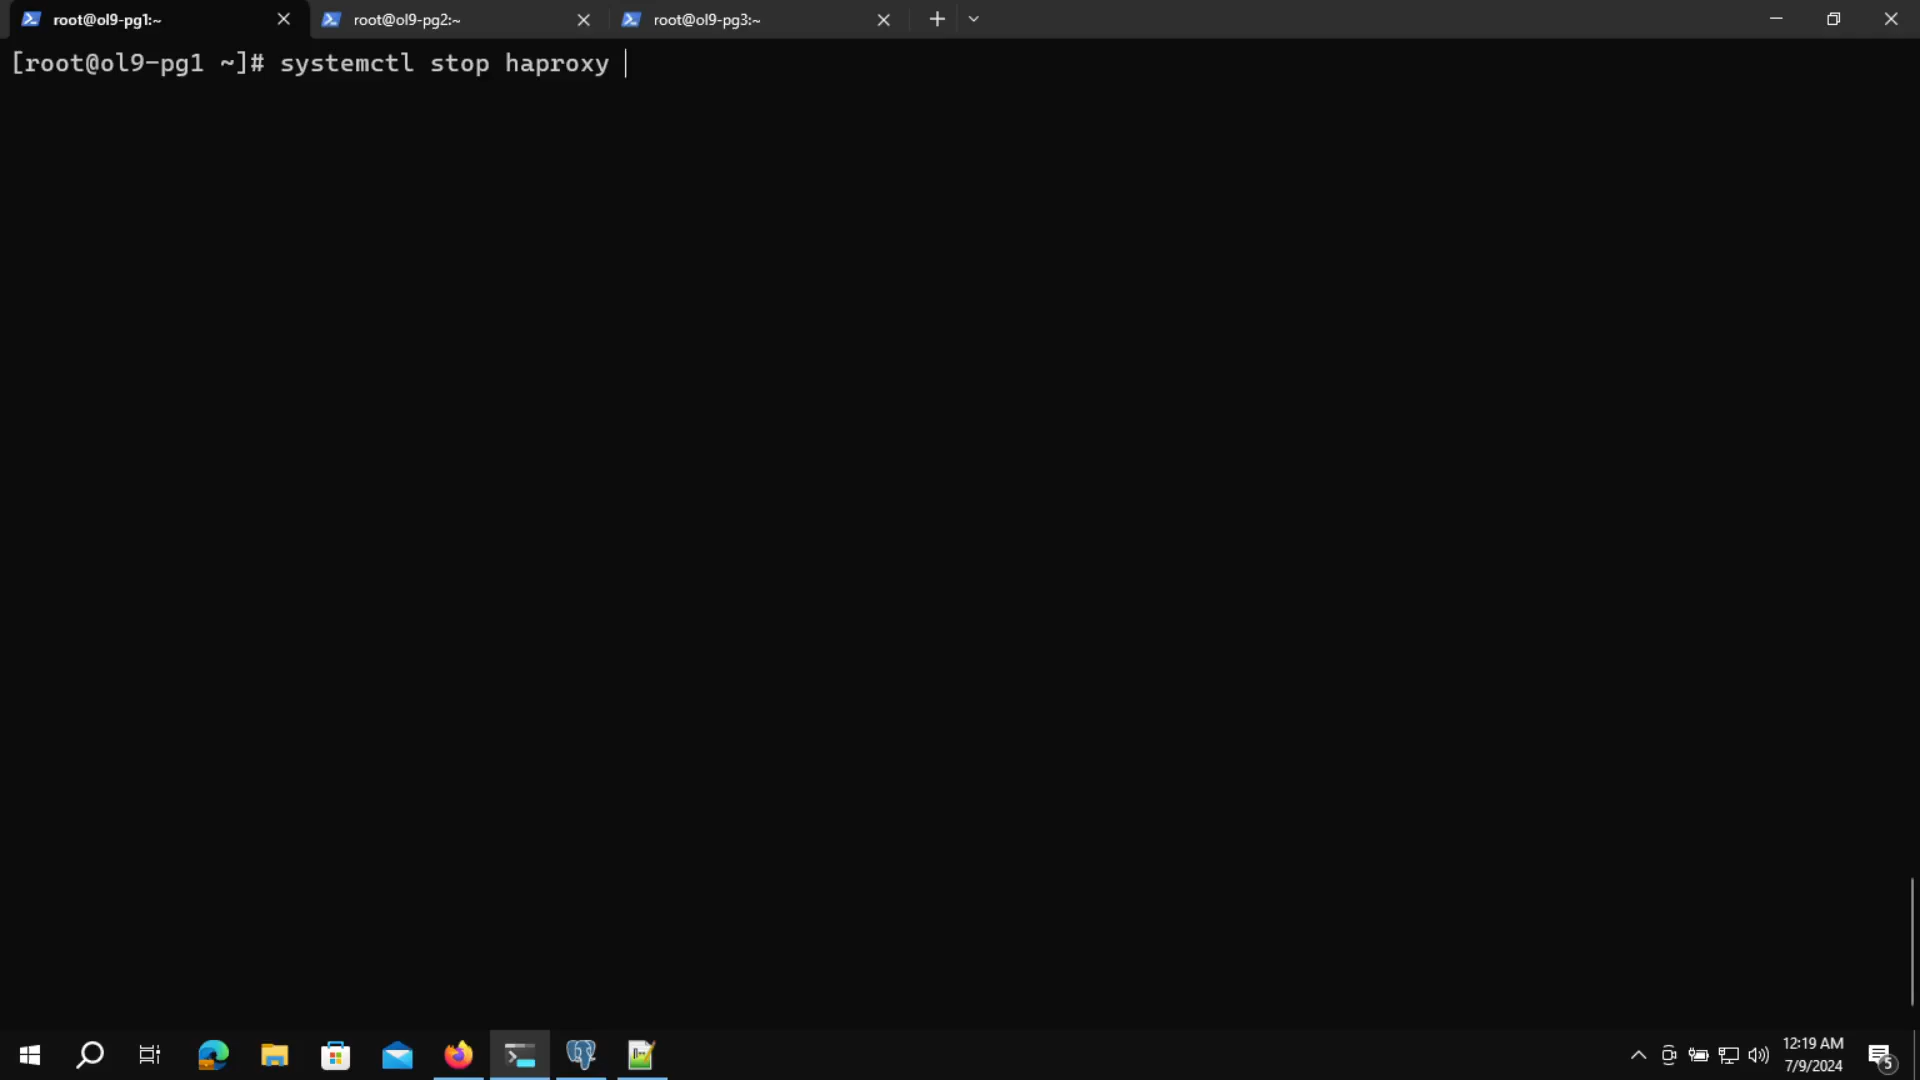 root@ol9-pg1:~
root@ol9-pg2:~
root@ol9-pg3:~
[root@ol9-pg1 ~]# systemctl stop haproxy
12:19 AM
7/9/2024
5